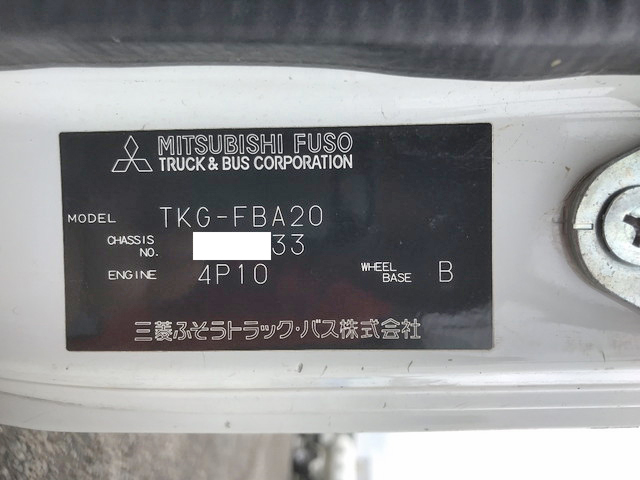 MITSUBISHI FUSO
TRUCK & BUS CORPORATION
MODEL TKG-FBA20
CHASSIS NO. 33
ENGINE 4P10 WHEEL BASE B
三菱ふそうトラック・バス株式会社